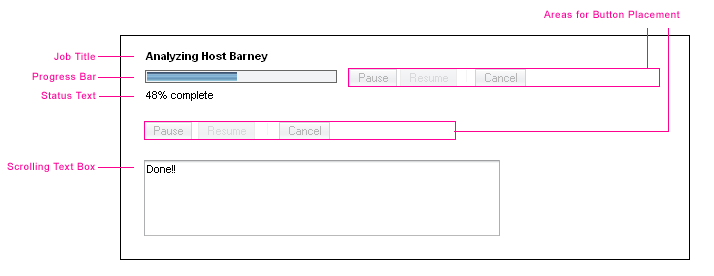 Areas for Button Placement
Job Title
Analyzing Host Barney
Progress Bar
Pause Resume Cancel
Status Text
48% complete
Pause Resume Cancel
Scrolling Text Box
Done!!